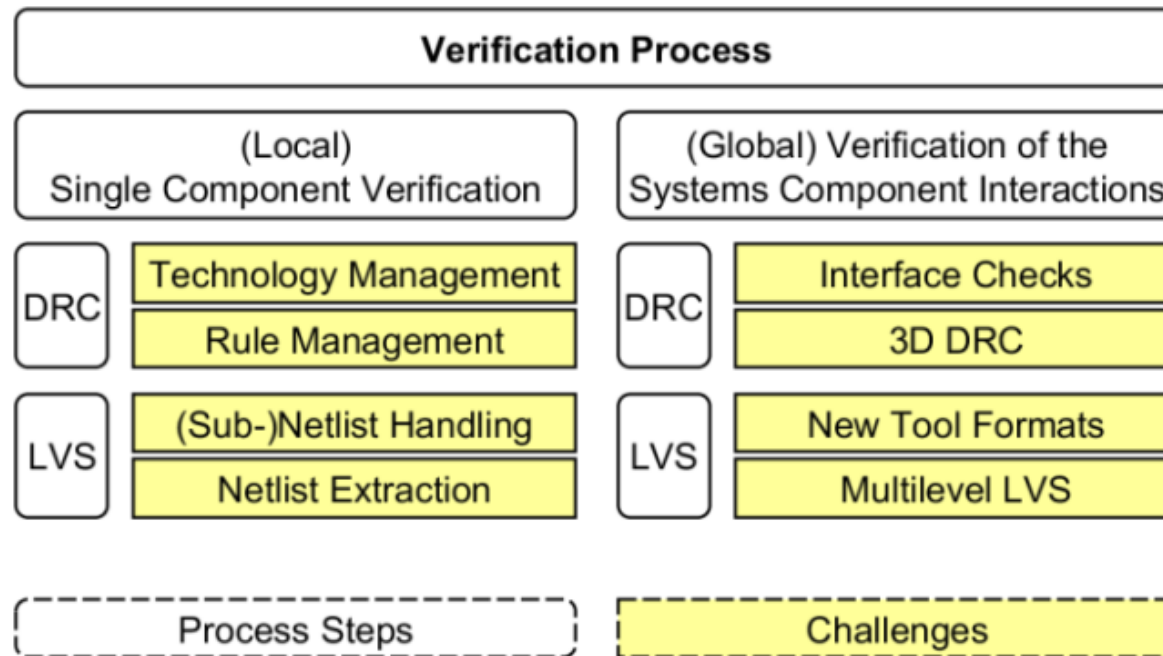 Verification Process
(Local)
Single Component Verification
(Global) Verification of the
Systems Component Interactions
DRC
Technology Management
Rule Management
DRC
Interface Checks
3D DRC
LVS
(Sub-)Netlist Handling
Netlist Extraction
LVS
New Tool Formats
Multilevel LVS
Process Steps
Challenges